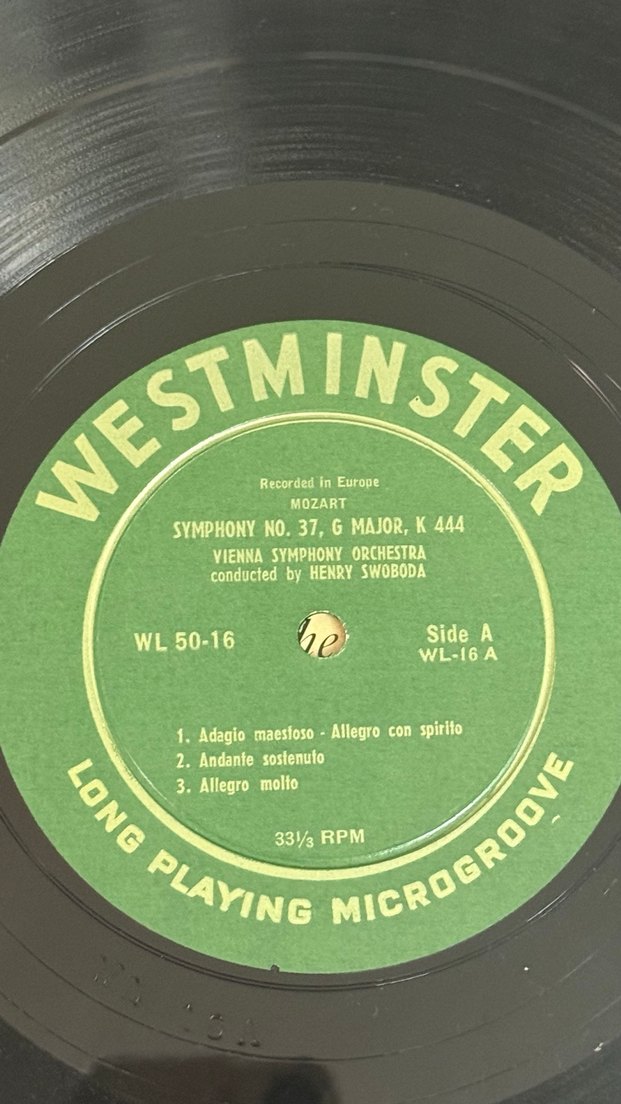 WESTMINSTER
Recorded in Europe
MOZART
SYMPHONY NO. 37, G MAJOR, K 444
VIENNA SYMPHONY ORCHESTRA
conducted by HENRY SWOBODA
he
WL 50-16
Side A
WL-16 A
1. Adagio maestoso - Allegro con spirito
2. Andante sostenuto
3. Allegro molto
33⅓ RPM
LONG PLAYING MICROGROOVE